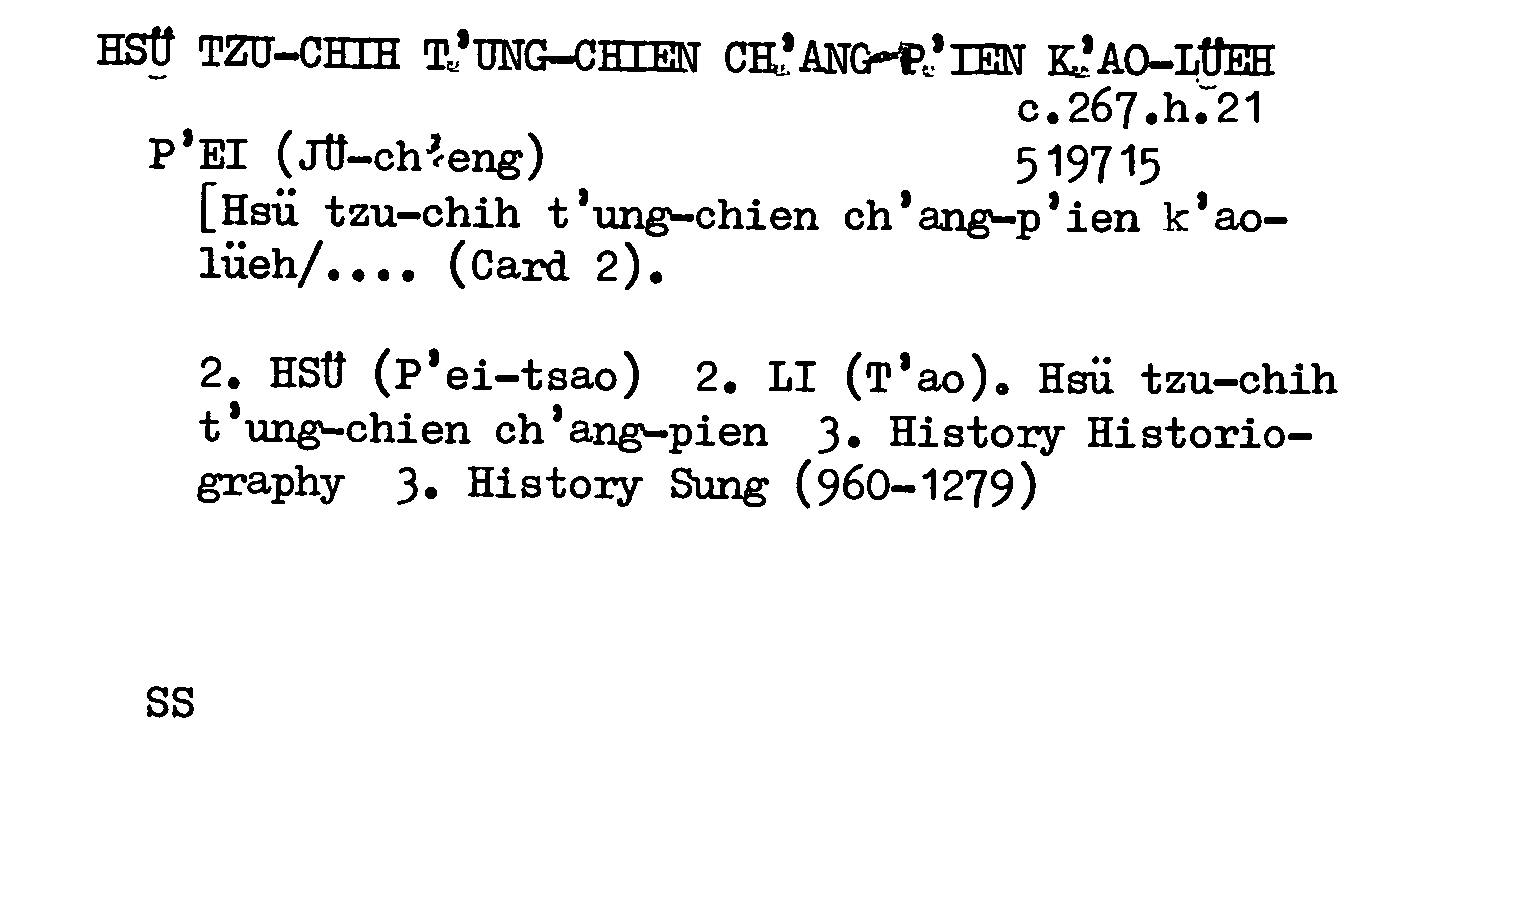 HSÜ TZU-CHIH T'UNG-CHIEN CH'ANG-P'IEN K'AO-LÜEH
c.267.h.21
P'EI (JÜ-ch'eng) 519715
[Hsü tzu-chih t'ung-chien ch'ang-p'ien k'ao-
lüeh/.... (Card 2).
2. HSÜ (P'ei-tsao) 2. LI (T'ao). Hsü tzu-chih
t'ung-chien ch'ang-pien 3. History Historio-
graphy 3. History Sung (960-1279)
SS